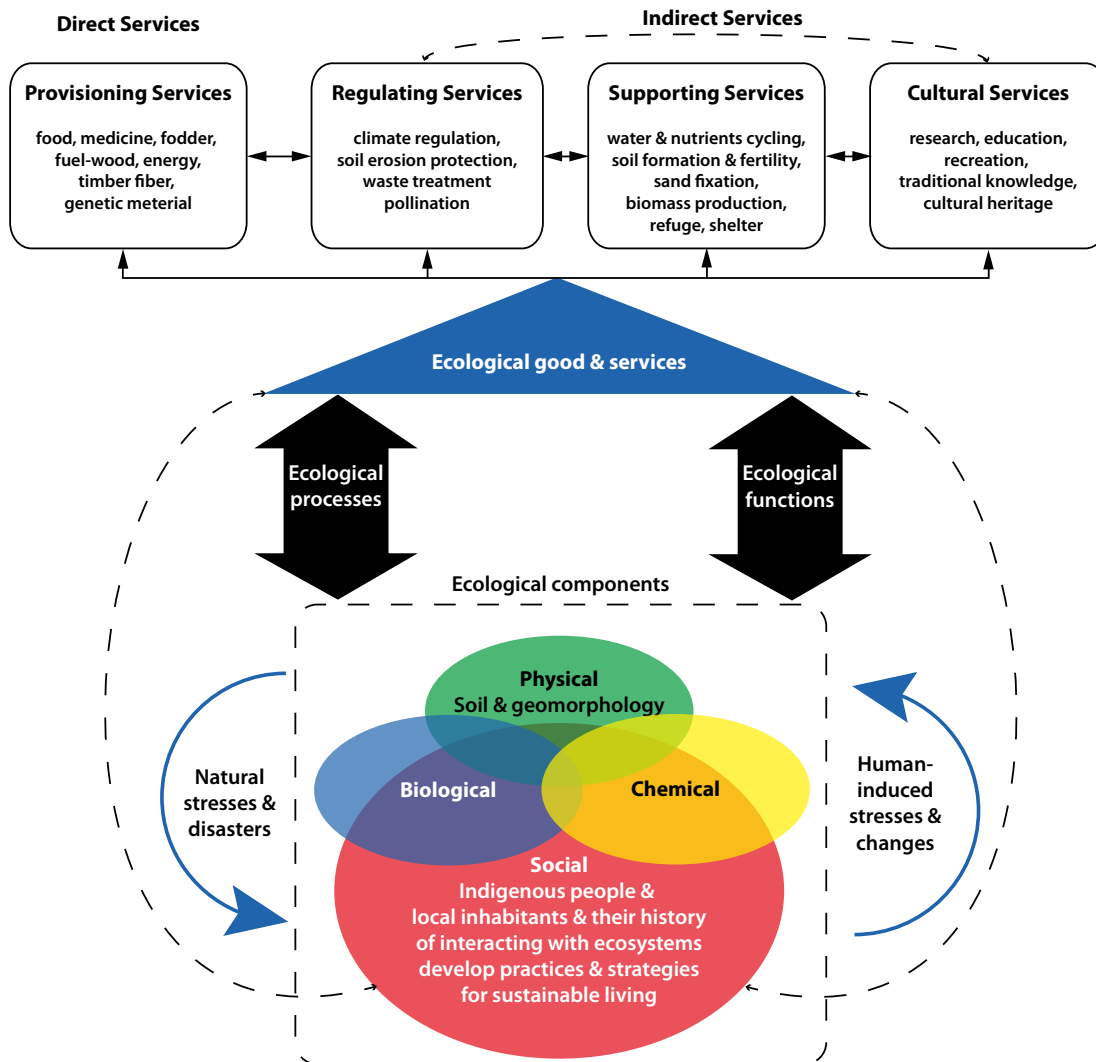 Direct Services
Indirect Services
Provisioning Services
food, medicine, fodder,
fuel-wood, energy,
timber fiber,
genetic meterial
Regulating Services
climate regulation,
soil erosion protection,
waste treatment
pollination
Supporting Services
water & nutrients cycling,
soil formation & fertility,
sand fixation,
biomass production,
refuge, shelter
Cultural Services
research, education,
recreation,
traditional knowledge,
cultural heritage
Ecological good & services
Ecological
processes
Ecological
functions
Ecological components
Physical
Soil & geomorphology
Biological
Chemical
Natural
stresses &
disasters
Human-
induced
stresses &
changes
Social
Indigenous people &
local inhabitants & their history
of interacting with ecosystems
develop practices & strategies
for sustainable living